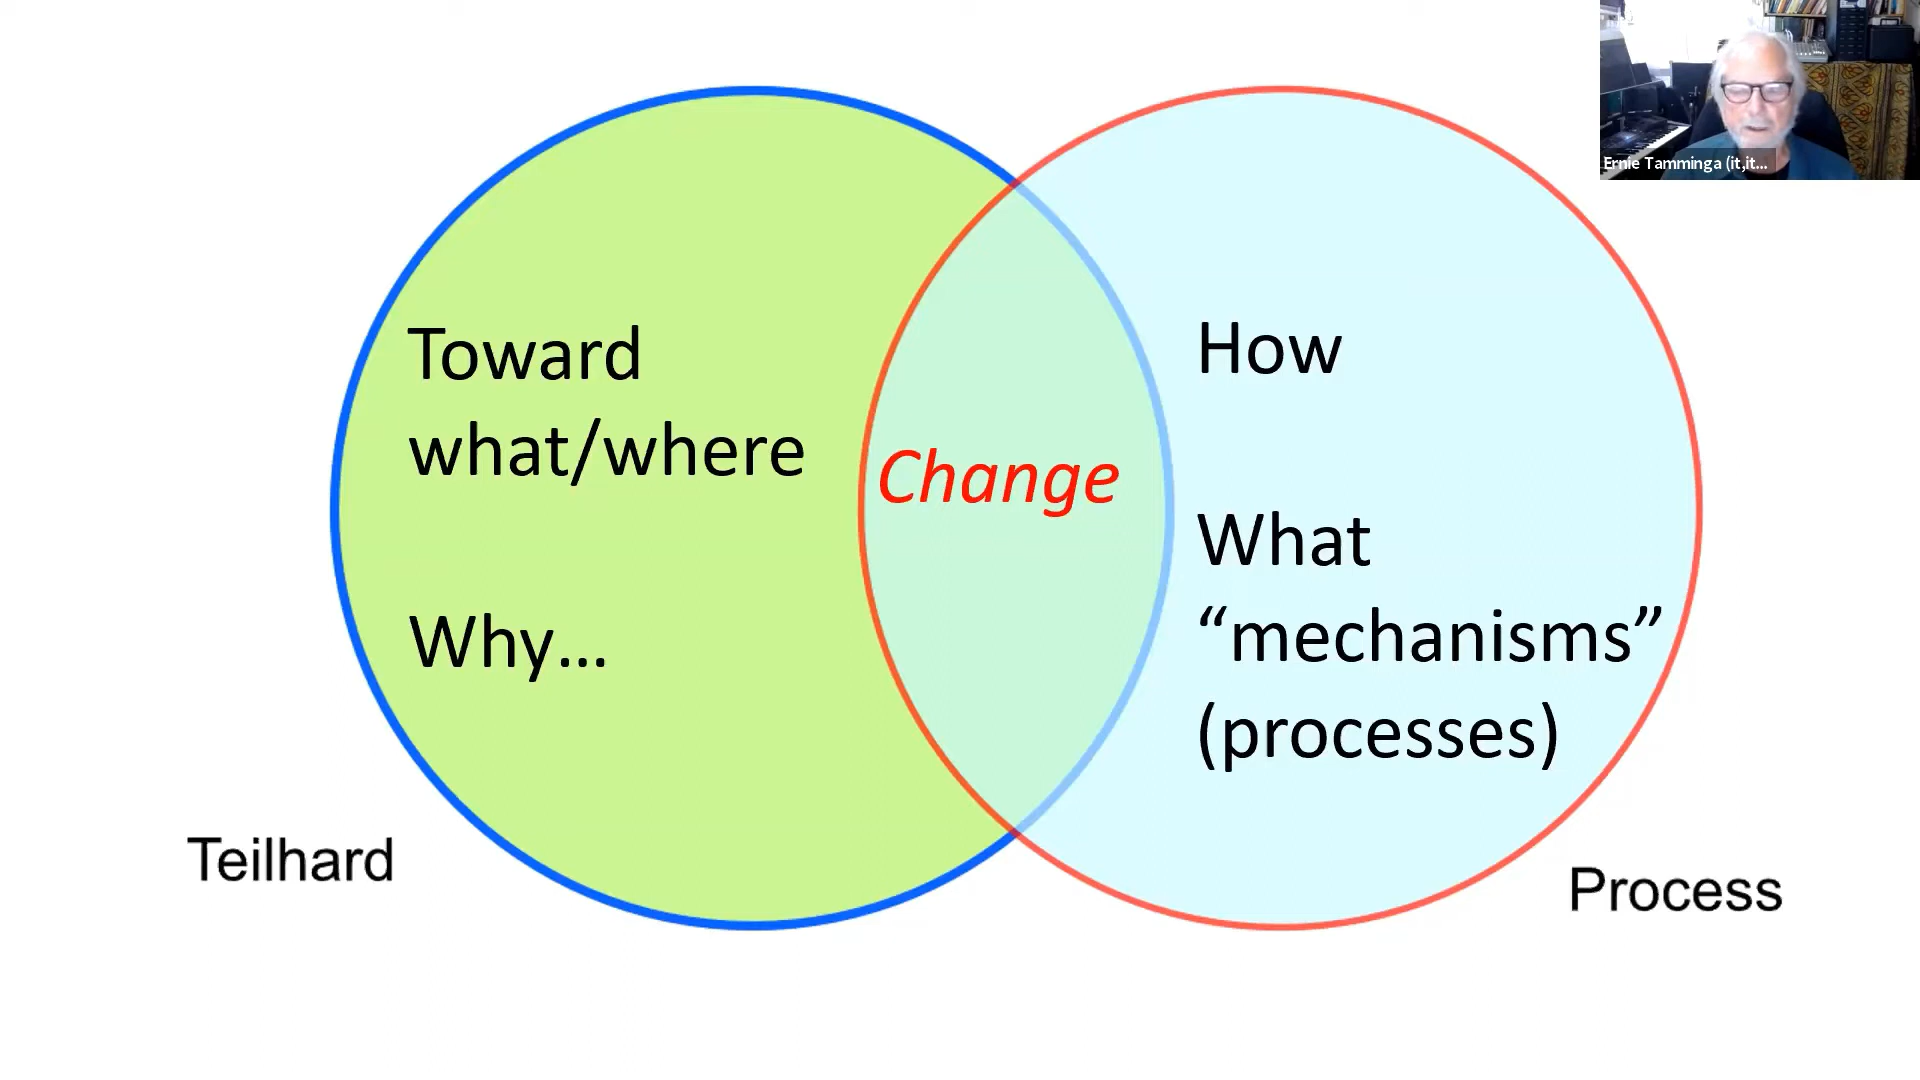 Ernie Tamminga (it,it...
Toward
what/where
Why...
Change
How
What
“mechanisms”
(processes)
Teilhard
Process